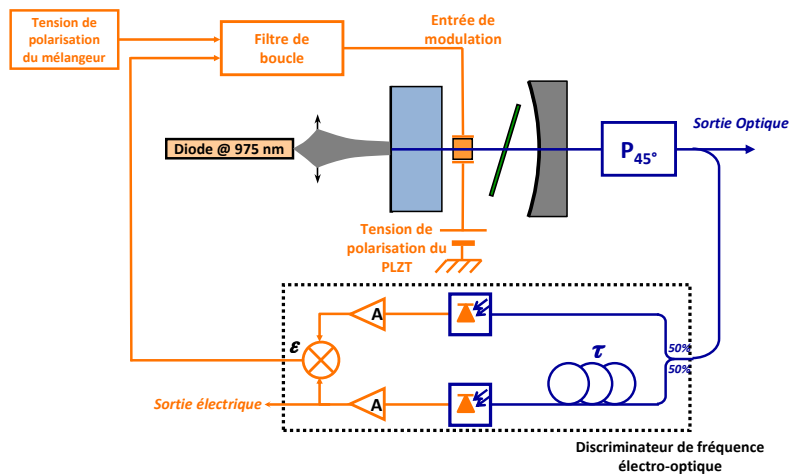 Tension de
polarisation
du mélangeur
Filtre de
boucle
Entrée de
modulation
Diode @ 975 nm
P45°
Sortie Optique
Tension de
polarisation du
PLZT
A
50%
50%
ε
τ
A
Sortie électrique
Discriminateur de fréquence
électro-optique